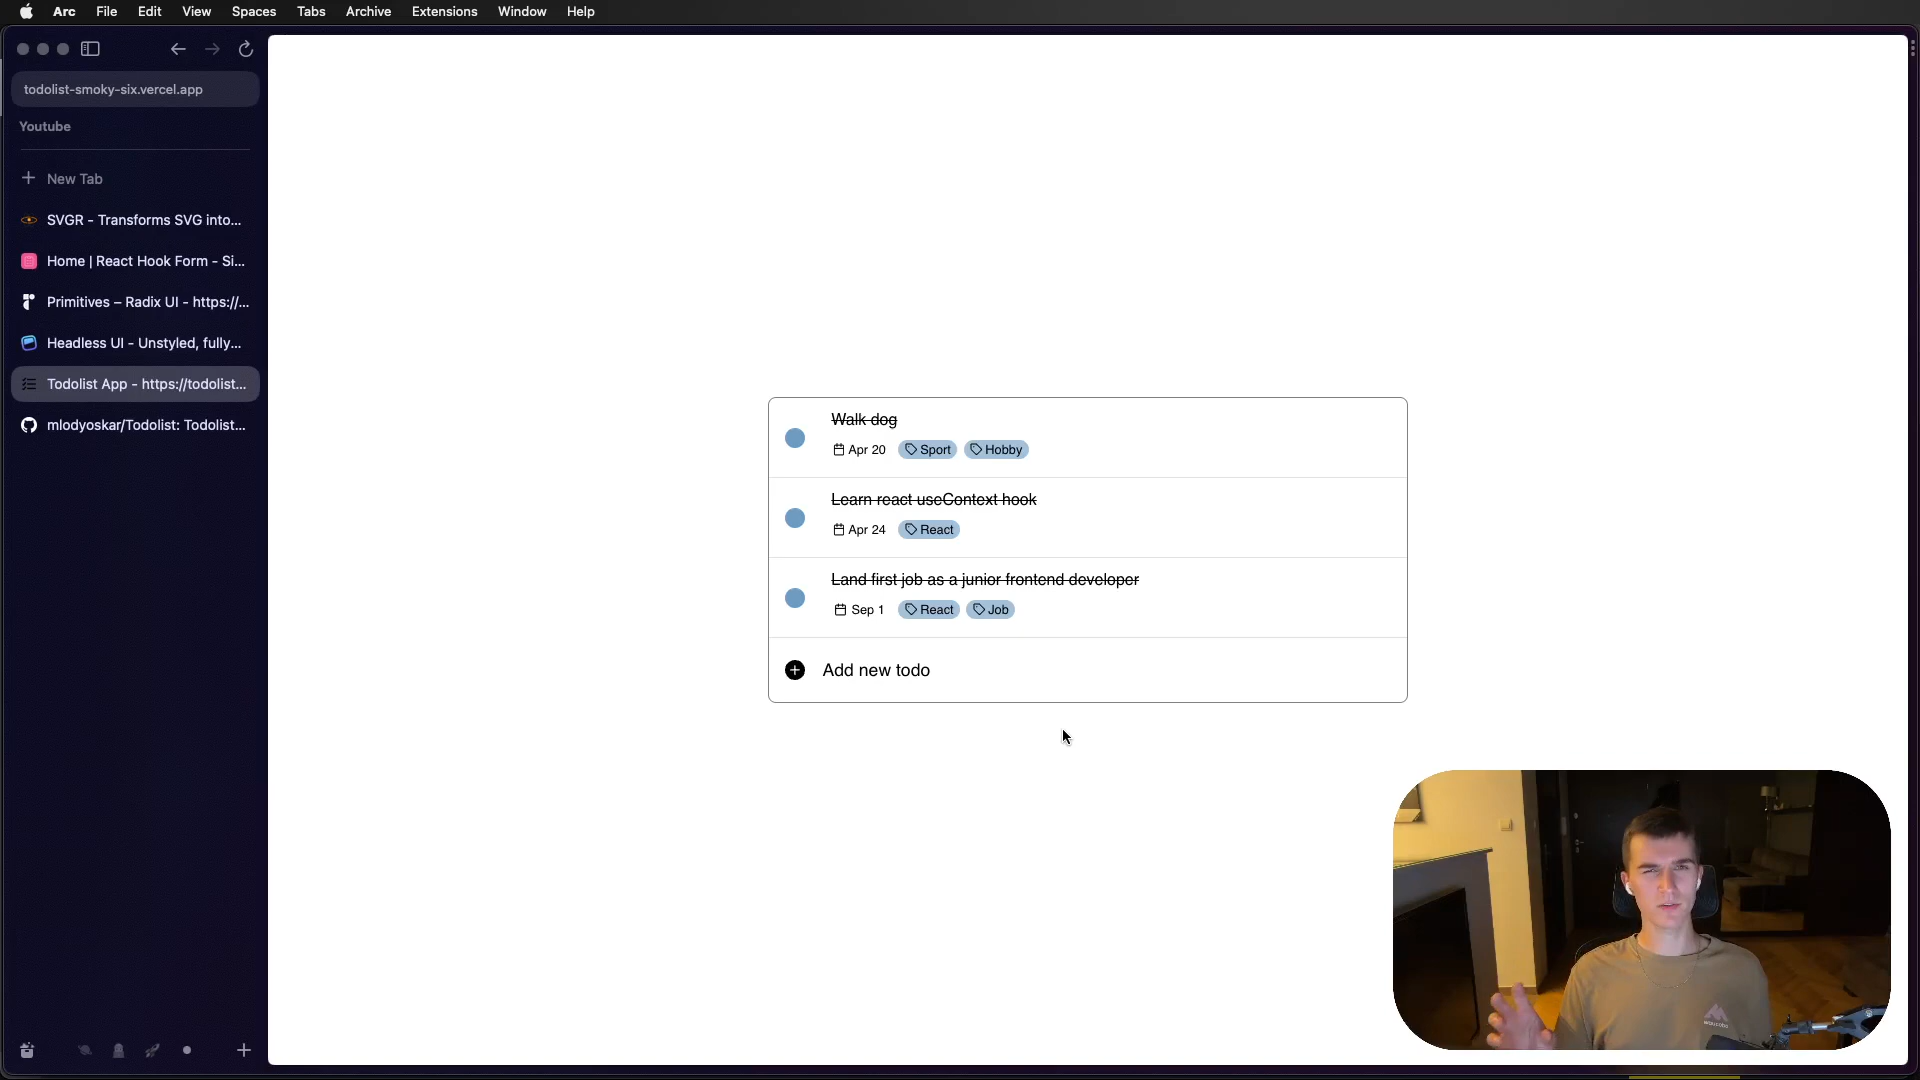 Arc File Edit View Spaces Tabs Archive Extensions Window Help
todolist-smoky-six.vercel.app
Youtube
New Tab
SVGR - Transforms SVG into...
Home | React Hook Form - Si...
Primitives – Radix UI - https://...
Headless UI - Unstyled, fully...
Todolist App - https://todolist...
mlodyoskar/Todolist: Todolist...
Walk dog
Apr 20 Sport Hobby
Learn react useContext hook
Apr 24 React
Land first job as a junior frontend developer
Sep 1 React Job
Add new todo